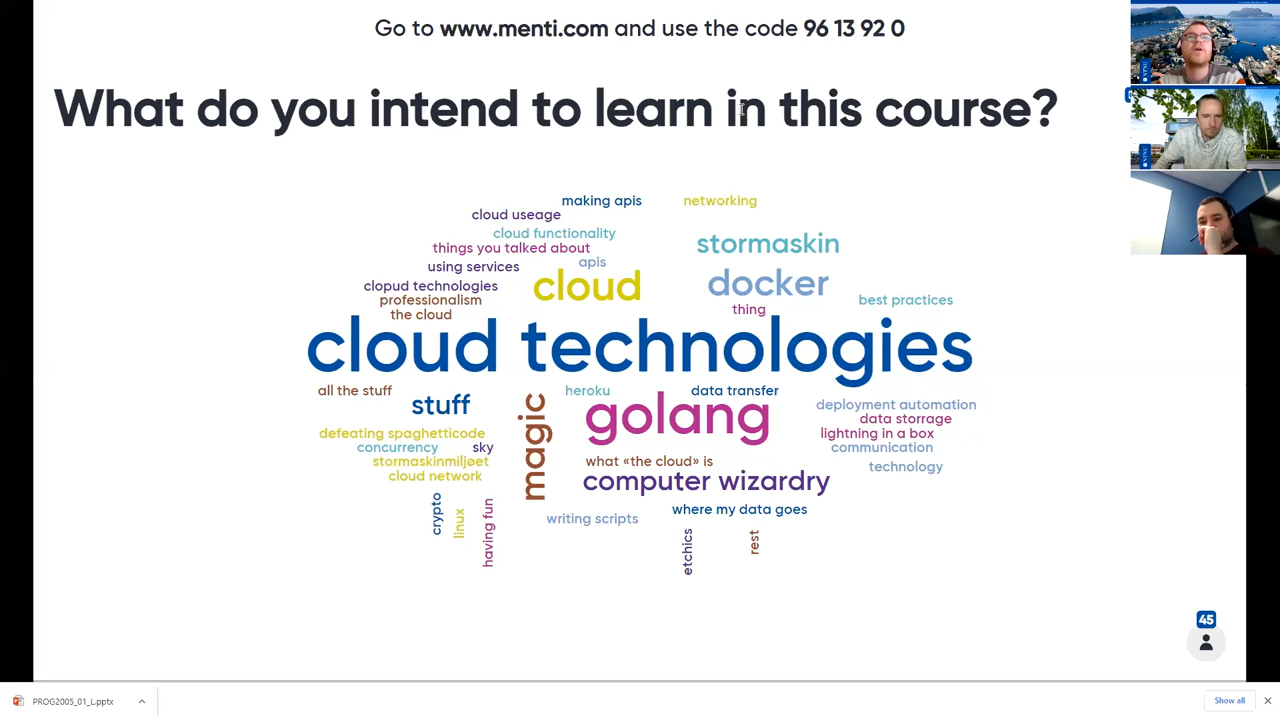 Go to www.menti.com and use the code 96 13 92 0
What do you intend to learn in this course?
making apis
networking
cloud useage
cloud functionality
stormaskin
things you talked about
apis
using services
cloud
docker
clopud technologies
professionalism
best practices
thing
the cloud
cloud technologies
all the stuff
heroku
data transfer
stuff
magic
golang
deployment automation
data storrage
defeating spaghetticode
lightning in a box
concurrency
sky
communication
stormaskinmiljøet
what «the cloud» is
technology
cloud network
computer wizardry
crypto
linux
having fun
writing scripts
where my data goes
etchics
rest
45
PROG2005_01_L.pptx
Show all
NTNU
NTNU